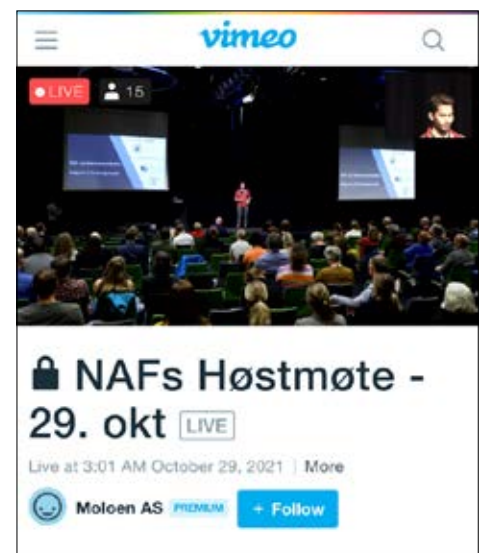 vimeo
LIVE 15
NAFs Høstmøte -
29. okt LIVE
Live at 3:01 AM October 29, 2021 | More
Moloen AS PREMIUM + Follow